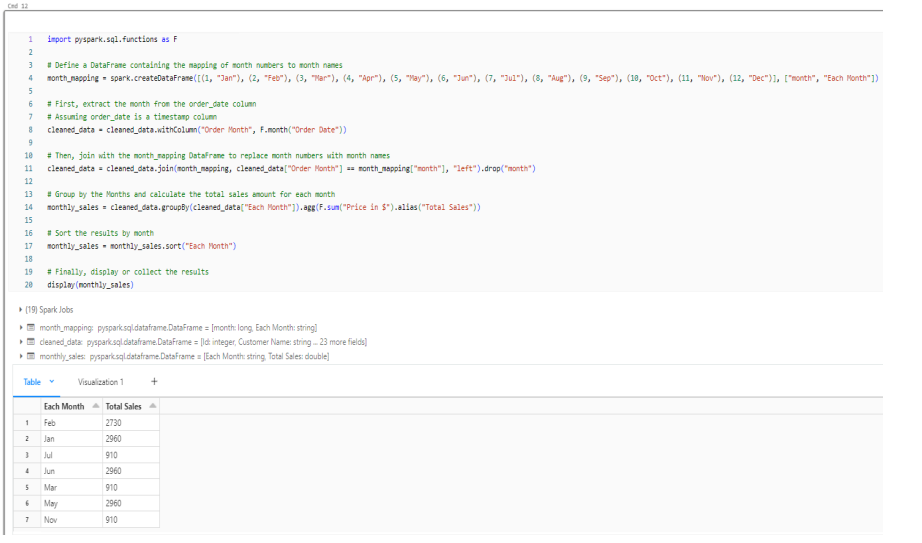 Cmd 12
1 import pyspark.sql.functions as F
2
3 # Define a DataFrame containing the mapping of month numbers to month names
4 month_mapping = spark.createDataFrame([(1, "Jan"), (2, "Feb"), (3, "Mar"), (4, "Apr"), (5, "May"), (6, "Jun"), (7, "Jul"), (8, "Aug"), (9, "Sep"), (10, "Oct"), (11, "Nov"), (12, "Dec")], ["month", "Each Month"])
5
6 # First, extract the month from the order_date column
7 # Assuming order_date is a timestamp column
8 cleaned_data = cleaned_data.withColumn("Order Month", F.month("Order Date"))
9
10 # Then, join with the month_mapping DataFrame to replace month numbers with month names
11 cleaned_data = cleaned_data.join(month_mapping, cleaned_data["Order Month"] == month_mapping["month"], "left").drop("month")
12
13 # Group by the Months and calculate the total sales amount for each month
14 monthly_sales = cleaned_data.groupBy(cleaned_data["Each Month"]).agg(F.sum("Price in $").alias("Total Sales"))
15
16 # Sort the results by month
17 monthly_sales = monthly_sales.sort("Each Month")
18
19 # Finally, display or collect the results
20 display(monthly_sales)
(19) Spark Jobs
month_mapping: pyspark.sql.dataframe.DataFrame = [month: long, Each Month: string]
cleaned_data: pyspark.sql.dataframe.DataFrame = [Id: integer, Customer Name: string ... 23 more fields]
monthly_sales: pyspark.sql.dataframe.DataFrame = [Each Month: string, Total Sales: double]
Table Visualization 1 +
Each Month Total Sales
1 Feb 2730
2 Jan 2960
3 Jul 910
4 Jun 2960
5 Mar 910
6 May 2960
7 Nov 910